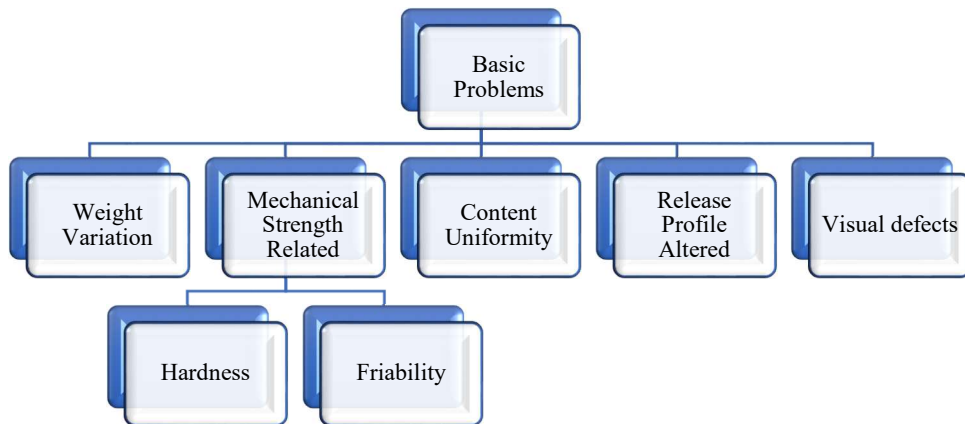 Basic
Problems
Weight
Variation
Mechanical
Strength
Related
Content
Uniformity
Release
Profile
Altered
Visual defects
Hardness
Friability